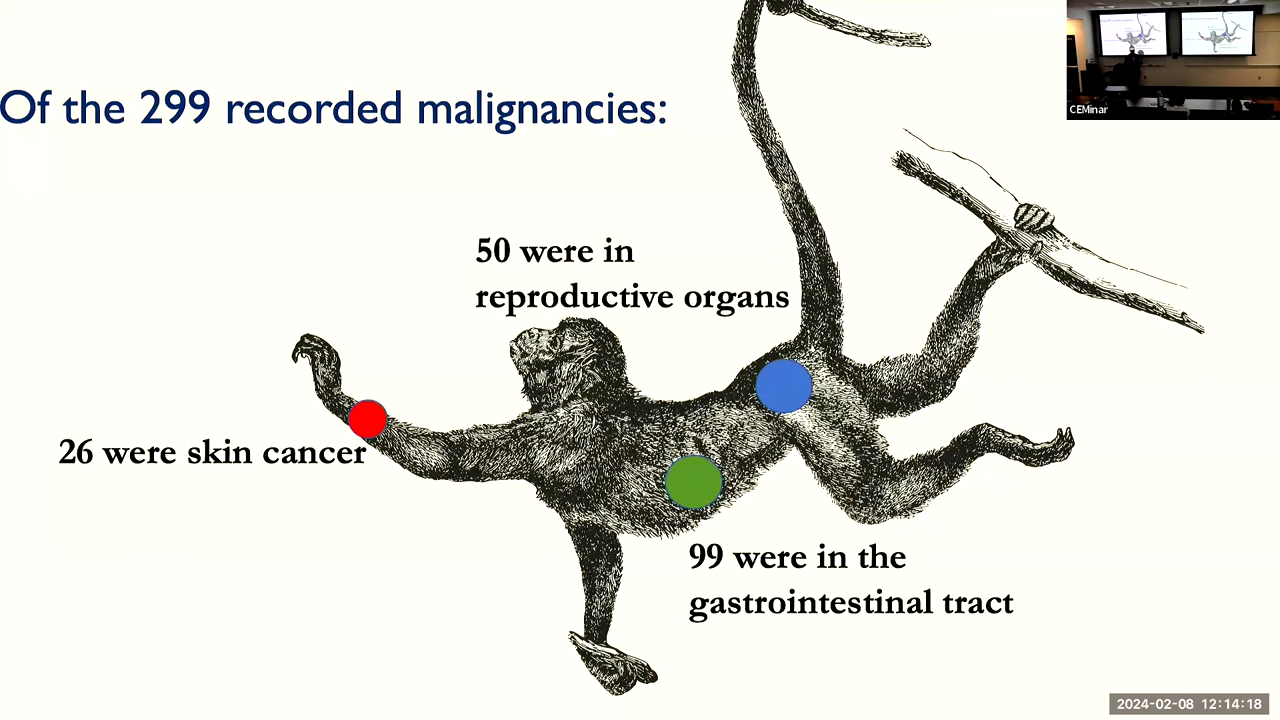 Of the 299 recorded malignancies:
CEMinar
50 were in
reproductive organs
26 were skin cancer
99 were in the
gastrointestinal tract
2024-02-08 12:14:18